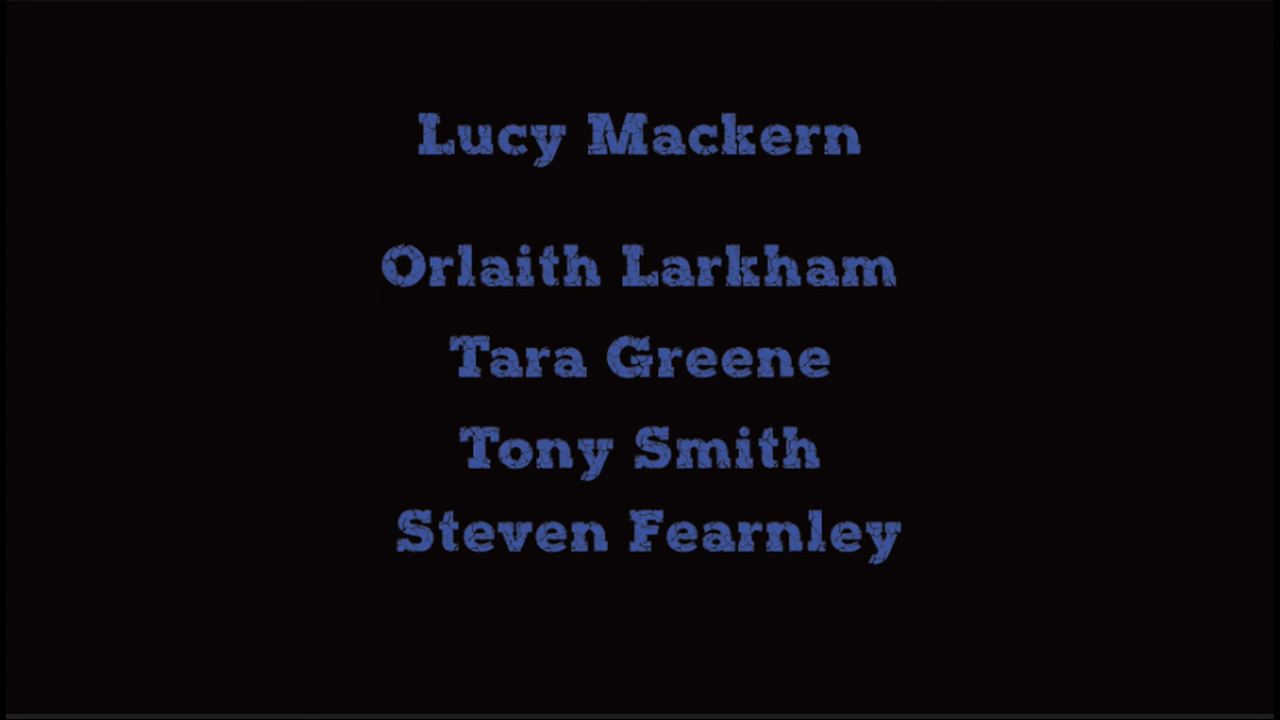 Lucy Mackern
Orlaith Larkham
Tara Greene
Tony Smith
Steven Fearnley